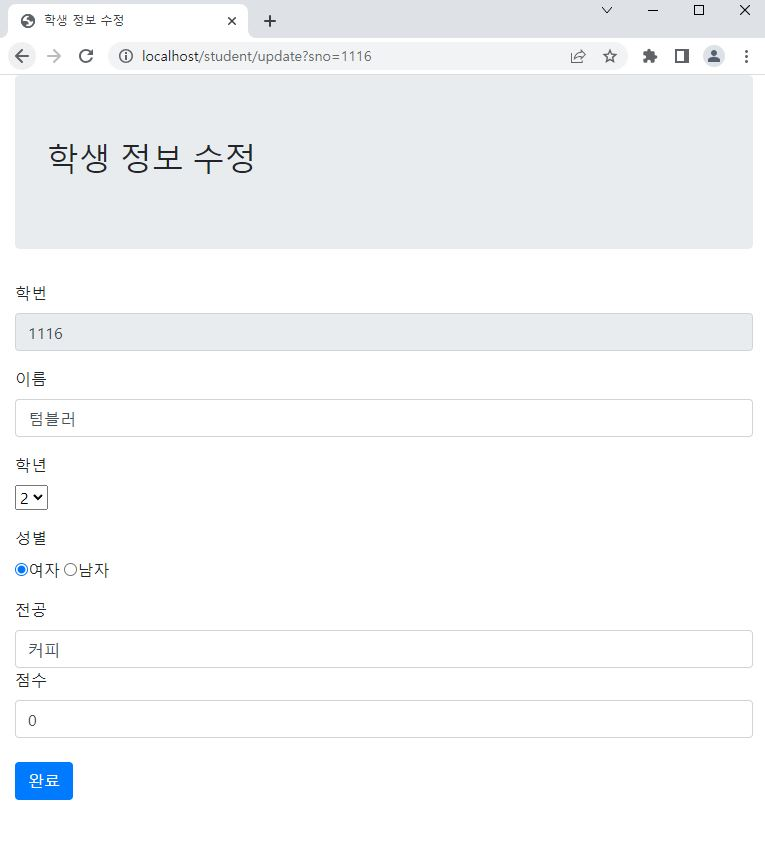 학생 정보 수정
localhost/student/update?sno=1116
학생 정보 수정
학번
1116
이름
텀블러
학년
2
성별
여자 남자
전공
커피
점수
0
완료